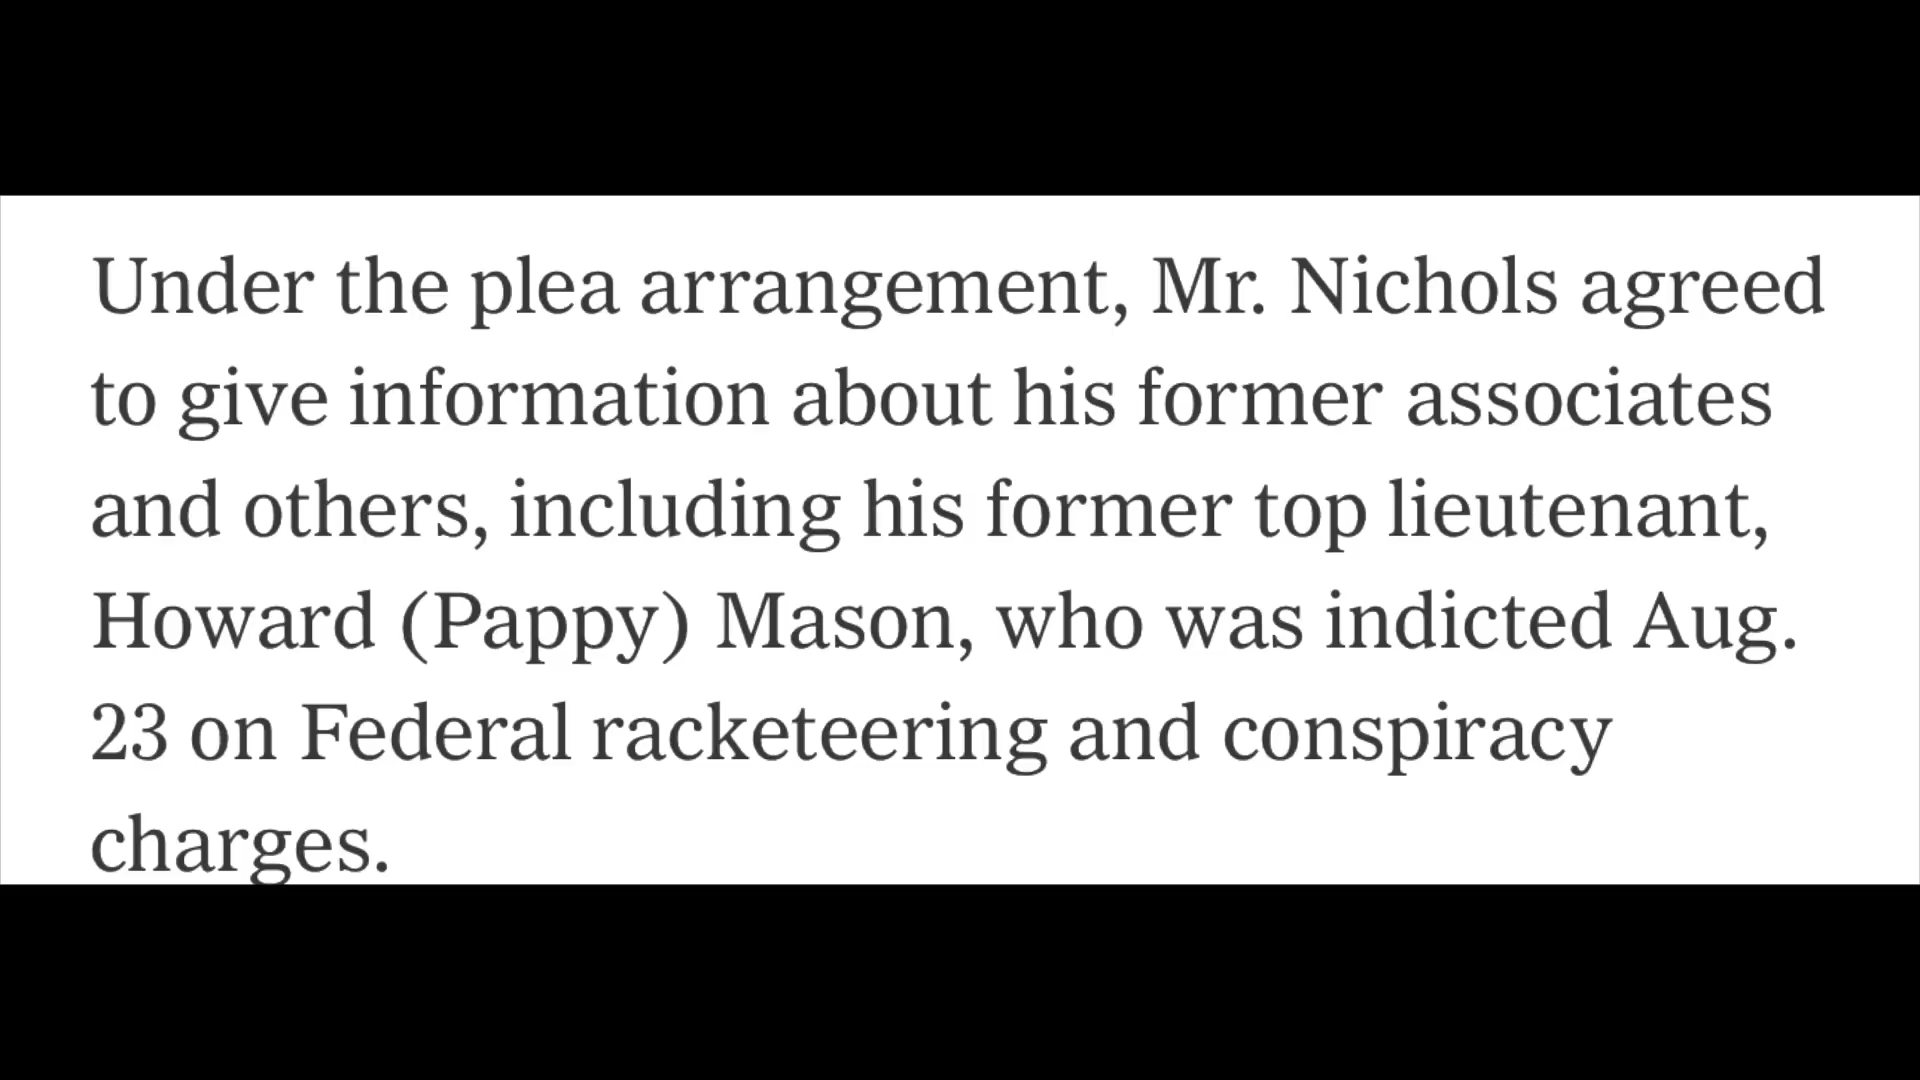 Under the plea arrangement, Mr. Nichols agreed
to give information about his former associates
and others, including his former top lieutenant,
Howard (Pappy) Mason, who was indicted Aug.
23 on Federal racketeering and conspiracy
charges.